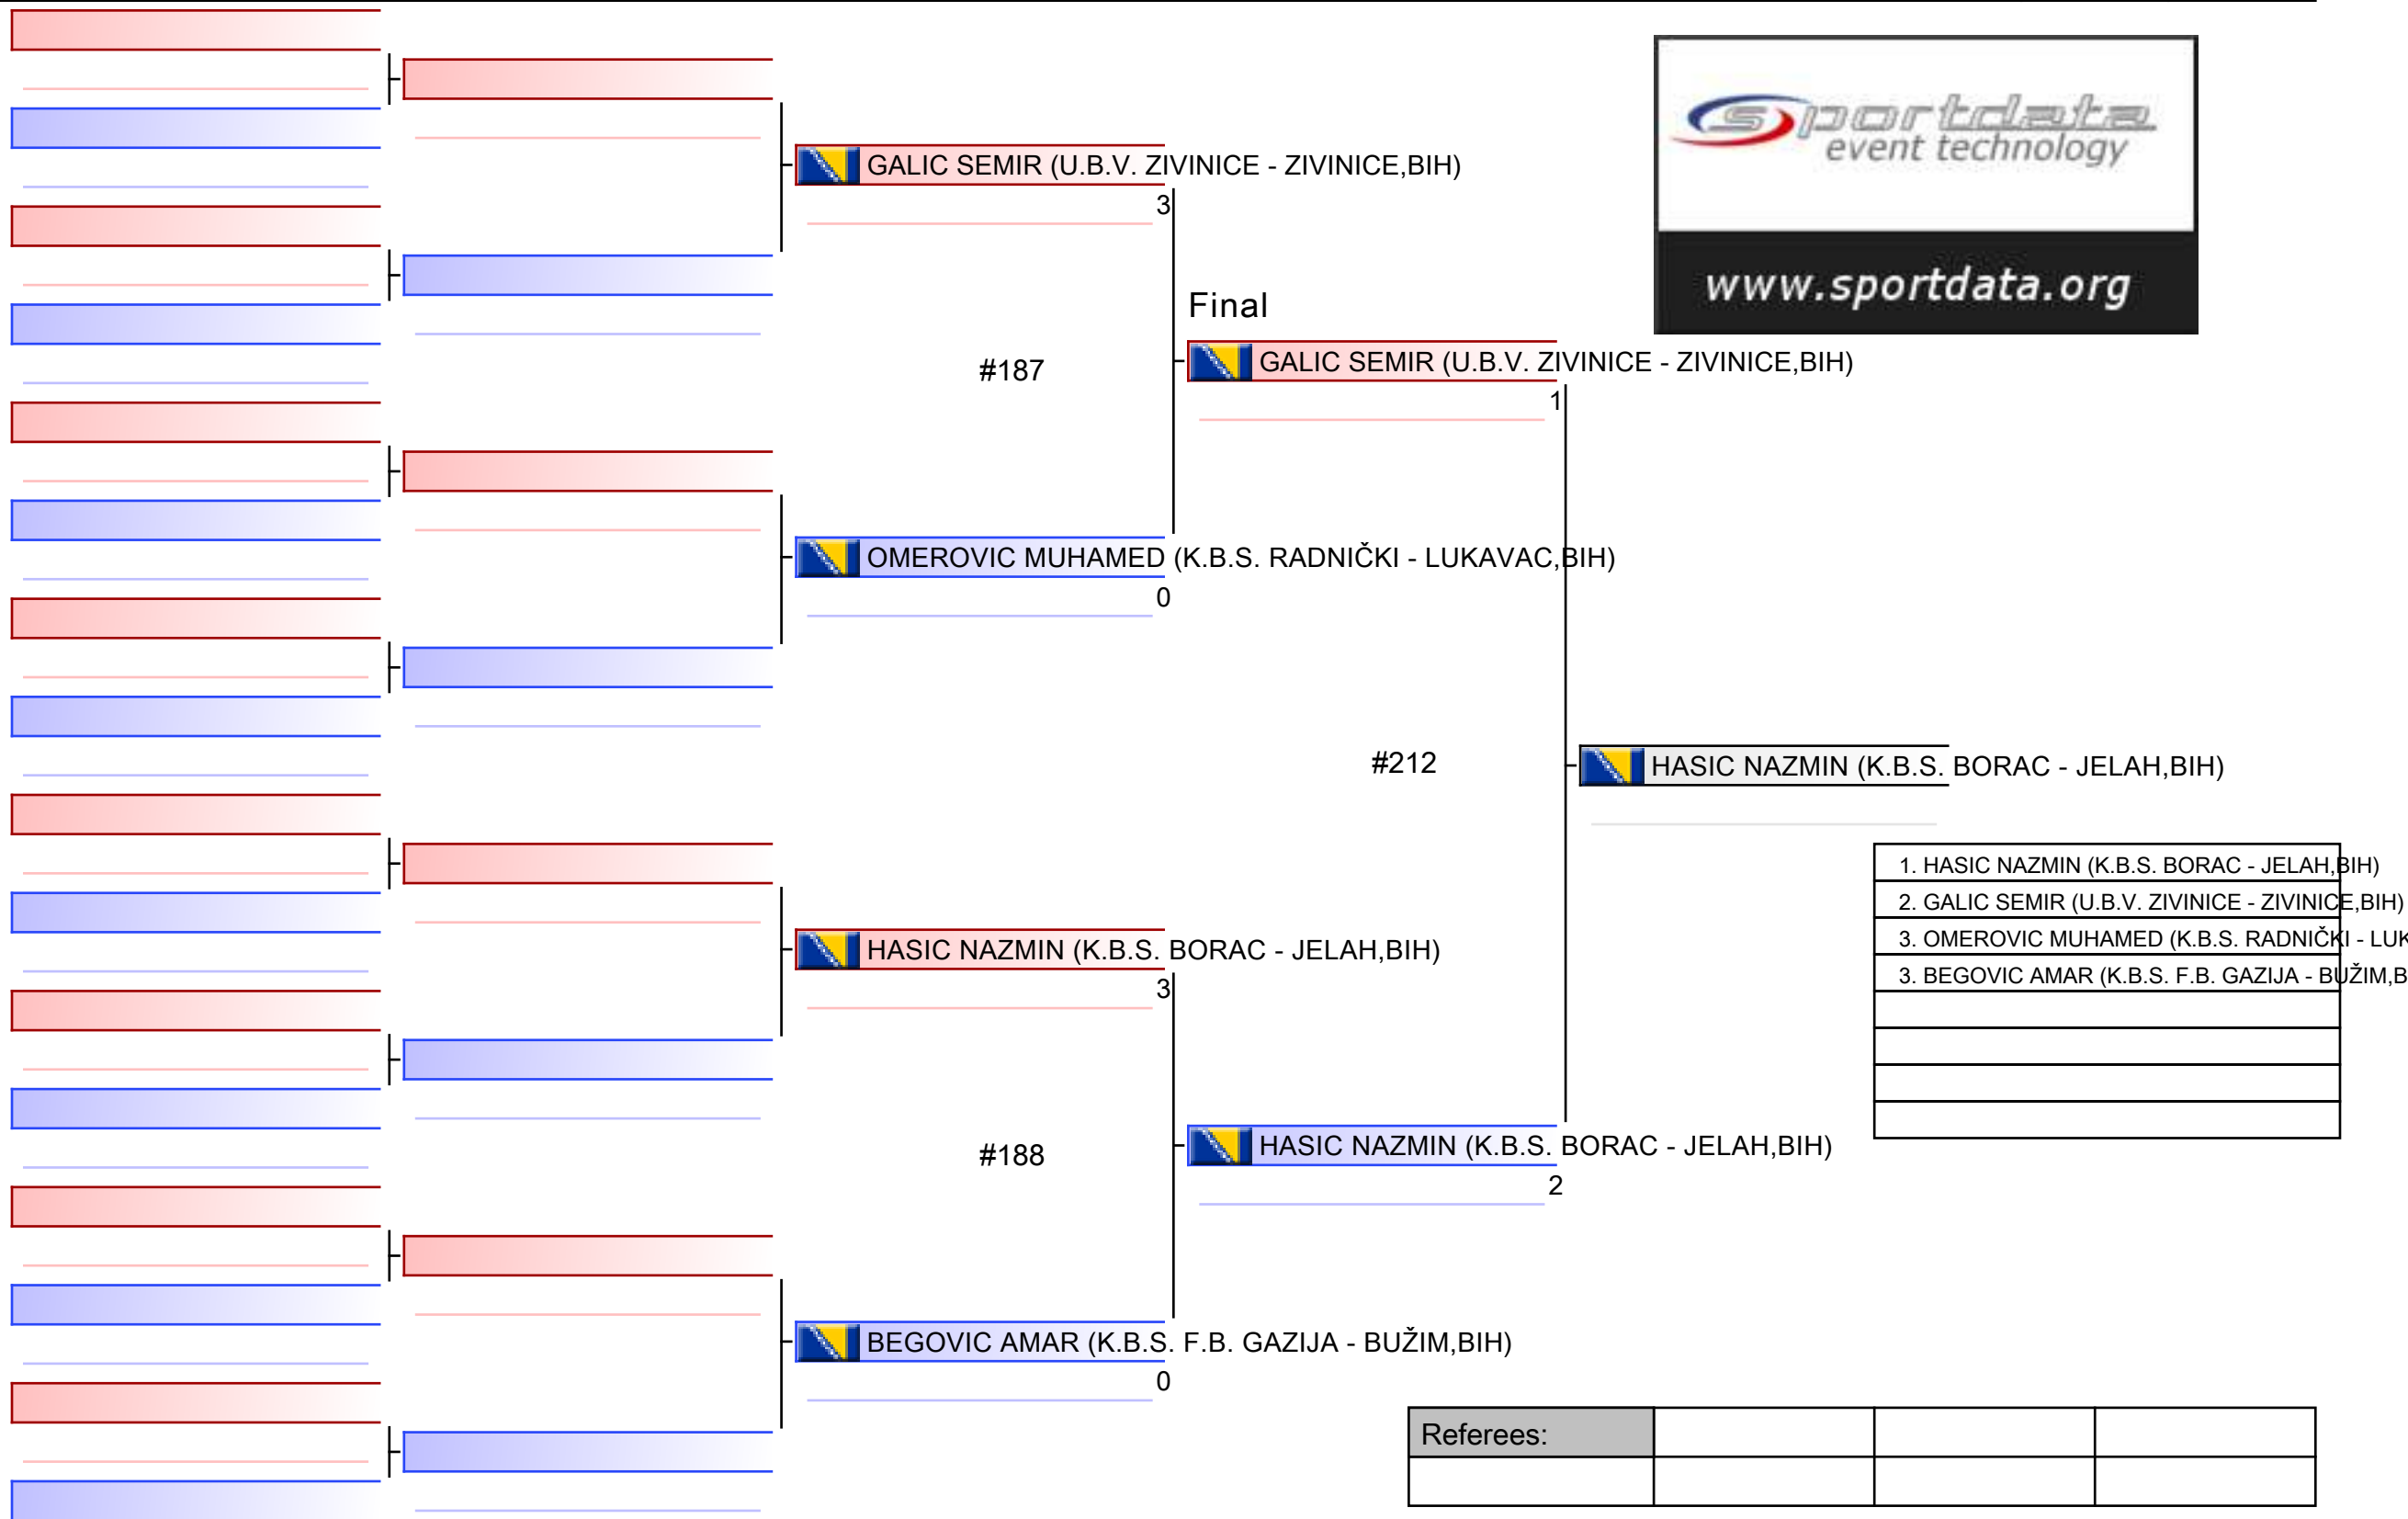 sportdata
event technology
www.sportdata.org
GALIC SEMIR (U.B.V. ZIVINICE - ZIVINICE,BIH)
3
Final
#187
GALIC SEMIR (U.B.V. ZIVINICE - ZIVINICE,BIH)
1
OMEROVIC MUHAMED (K.B.S. RADNIČKI - LUKAVAC,BIH)
0
#212
HASIC NAZMIN (K.B.S. BORAC - JELAH,BIH)
1. HASIC NAZMIN (K.B.S. BORAC - JELAH,BIH)
2. GALIC SEMIR (U.B.V. ZIVINICE - ZIVINICE,BIH)
3. OMEROVIC MUHAMED (K.B.S. RADNIČKI - LUK
3. BEGOVIC AMAR (K.B.S. F.B. GAZIJA - BUŽIM,B
HASIC NAZMIN (K.B.S. BORAC - JELAH,BIH)
3
#188
HASIC NAZMIN (K.B.S. BORAC - JELAH,BIH)
2
BEGOVIC AMAR (K.B.S. F.B. GAZIJA - BUŽIM,BIH)
0
Referees: